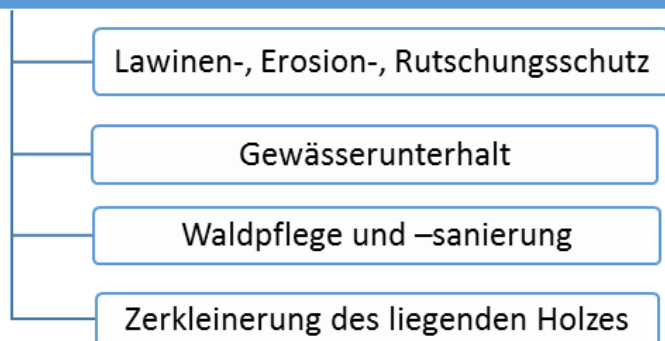 Lawinen-, Erosion-, Rutschungsschutz
Gewässerunterhalt
Waldpflege und –sanierung
Zerkleinerung des liegenden Holzes